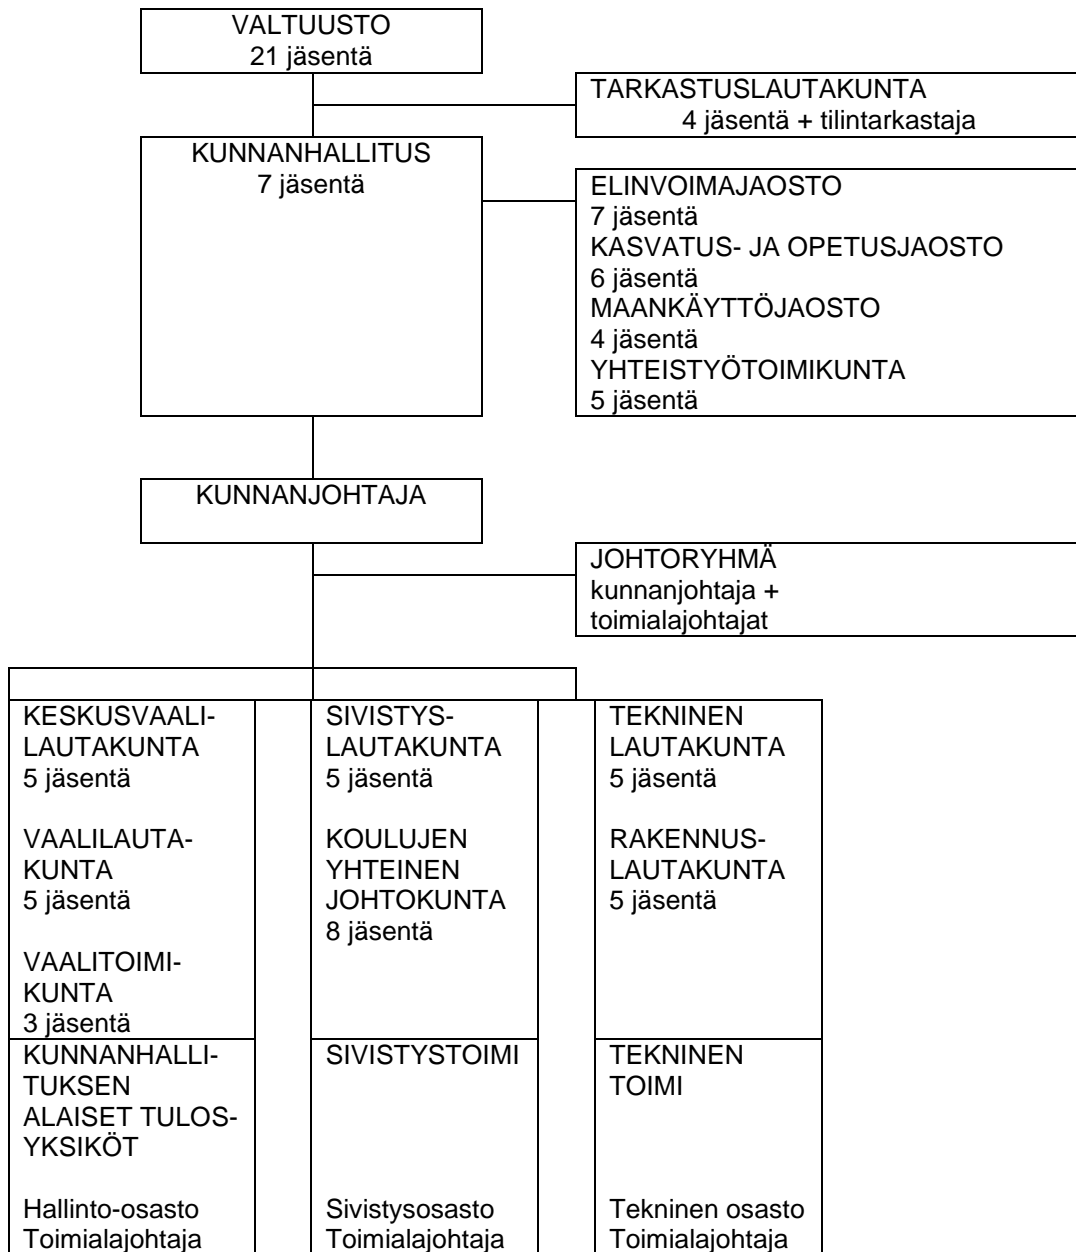 VALTUUSTO
21 jäsentä
TARKASTUSLAUTAKUNTA
4 jäsentä + tilintarkastaja
KUNNANHALLITUS
7 jäsentä
ELINVOIMAJAOSTO
7 jäsentä
KASVATUS- JA OPETUSJAOSTO
6 jäsentä
MAANKÄYTTÖJAOSTO
4 jäsentä
YHTEISTYÖTOIMIKUNTA
5 jäsentä
KUNNANJOHTAJA
JOHTORYHMÄ
kunnanjohtaja +
toimialajohtajat
KESKUSVAALI-
LAUTAKUNTA
5 jäsentä
VAALILAUTA-
KUNTA
5 jäsentä
VAALITOIMI-
KUNTA
3 jäsentä
SIVISTYS-
LAUTAKUNTA
5 jäsentä
KOULUJEN
YHTEINEN
JOHTOKUNTA
8 jäsentä
TEKNINEN
LAUTAKUNTA
5 jäsentä
RAKENNUS-
LAUTAKUNTA
5 jäsentä
KUNNANHALLI-
TUKSEN
ALAISET TULOS-
YKSIKÖT
Hallinto-osasto
Toimialajohtaja
SIVISTYSTOIMI
Sivistysosasto
Toimialajohtaja
TEKNINEN
TOIMI
Tekninen osasto
Toimialajohtaja